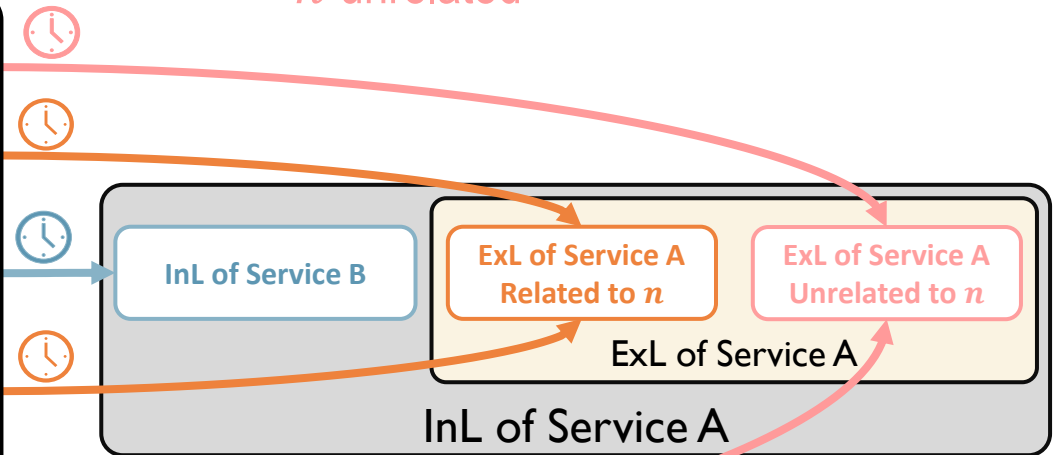 n unrelated
InL of Service B
ExL of Service A
Related to n
ExL of Service A
Unrelated to n
ExL of Service A
InL of Service A